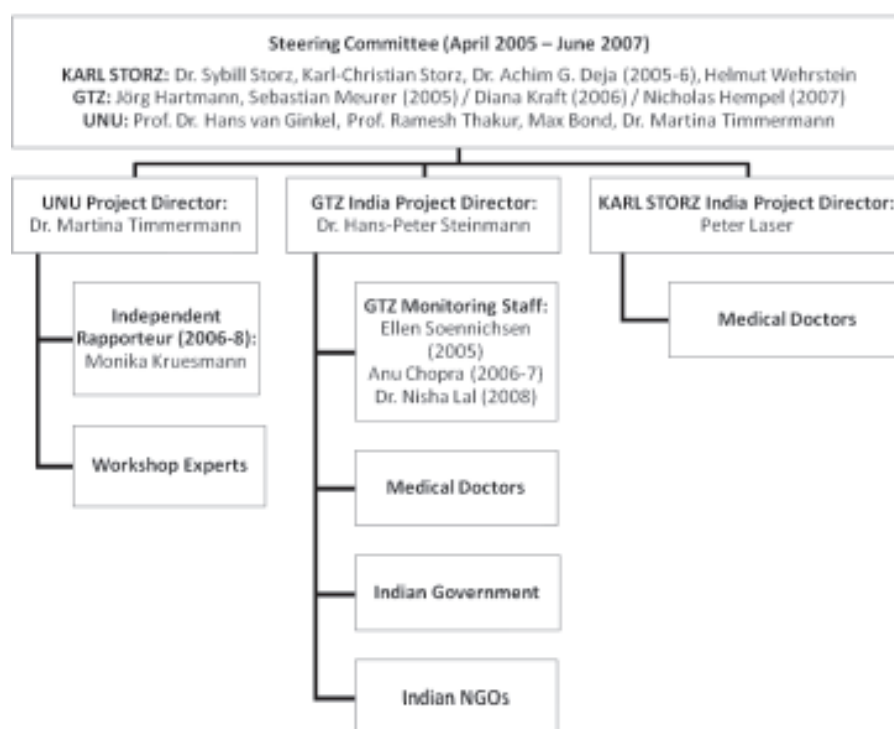 Steering Committee (April 2005 – June 2007)
KARL STORZ: Dr. Sybill Storz, Karl-Christian Storz, Dr. Achim G. Deja (2005-6), Helmut Wehrstein
GTZ: Jörg Hartmann, Sebastian Meurer (2005) / Diana Kraft (2006) / Nicholas Hempel (2007)
UNU: Prof. Dr. Hans van Ginkel, Prof. Ramesh Thakur, Max Bond, Dr. Martina Timmermann
UNU Project Director:
Dr. Martina Timmermann
Independent
Rapporteur (2006-8):
Monika Kruesmann
Workshop Experts
GTZ India Project Director:
Dr. Hans-Peter Steinmann
GTZ Monitoring Staff:
Ellen Soennichsen
(2005)
Anu Chopra (2006-7)
Dr. Nisha Lal (2008)
Medical Doctors
Indian Government
Indian NGOs
KARL STORZ India Project Director:
Peter Laser
Medical Doctors